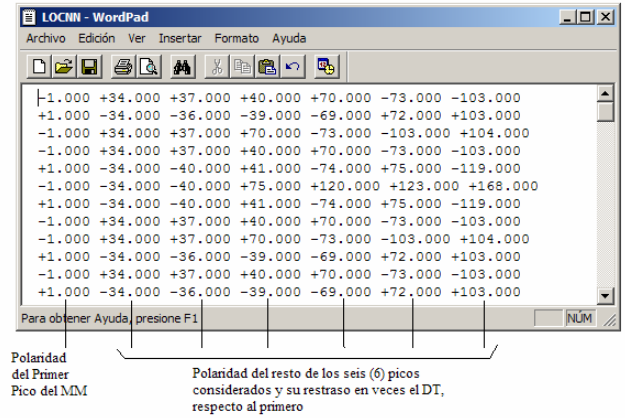 LOCNN - WordPad
Archivo Edición Ver Insertar Formato Ayuda
-1.000 +34.000 +37.000 +40.000 +70.000 -73.000 -103.000
+1.000 -34.000 -36.000 -39.000 -69.000 +72.000 +103.000
-1.000 +34.000 +37.000 +70.000 -73.000 -103.000 +104.000
-1.000 +34.000 +37.000 +40.000 +70.000 -73.000 -103.000
+1.000 -34.000 -40.000 +41.000 -74.000 +75.000 -119.000
-1.000 -34.000 -40.000 +75.000 +120.000 +123.000 +168.000
+1.000 -34.000 -40.000 +41.000 -74.000 +75.000 -119.000
-1.000 +34.000 +37.000 +40.000 +70.000 -73.000 -103.000
-1.000 +34.000 +37.000 +70.000 -73.000 -103.000 +104.000
+1.000 -34.000 -36.000 -39.000 -69.000 +72.000 +103.000
-1.000 +34.000 +37.000 +40.000 +70.000 -73.000 -103.000
+1.000 -34.000 -36.000 -39.000 -69.000 +72.000 +103.000
Para obtener Ayuda, presione F1
NÚM
Polaridad
del Primer
Pico del MM
Polaridad del resto de los seis (6) picos
considerados y su restraso en veces el DT,
respecto al primero